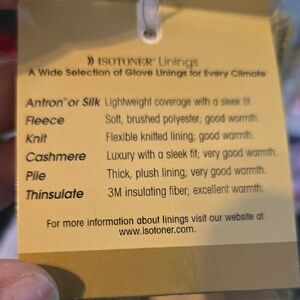 ISOTONER® Linings
A Wide Selection of Glove Linings for Every Climate
Antron® or Silk Lightweight coverage with a sleek fit.
Fleece Soft, brushed polyester; good warmth.
Knit Flexible knitted lining; good warmth.
Cashmere Luxury with a sleek fit; very good warmth.
Pile Thick, plush lining; very good warmth.
Thinsulate 3M insulating fiber; excellent warmth.
For more information about linings visit our website at
www.isotoner.com.